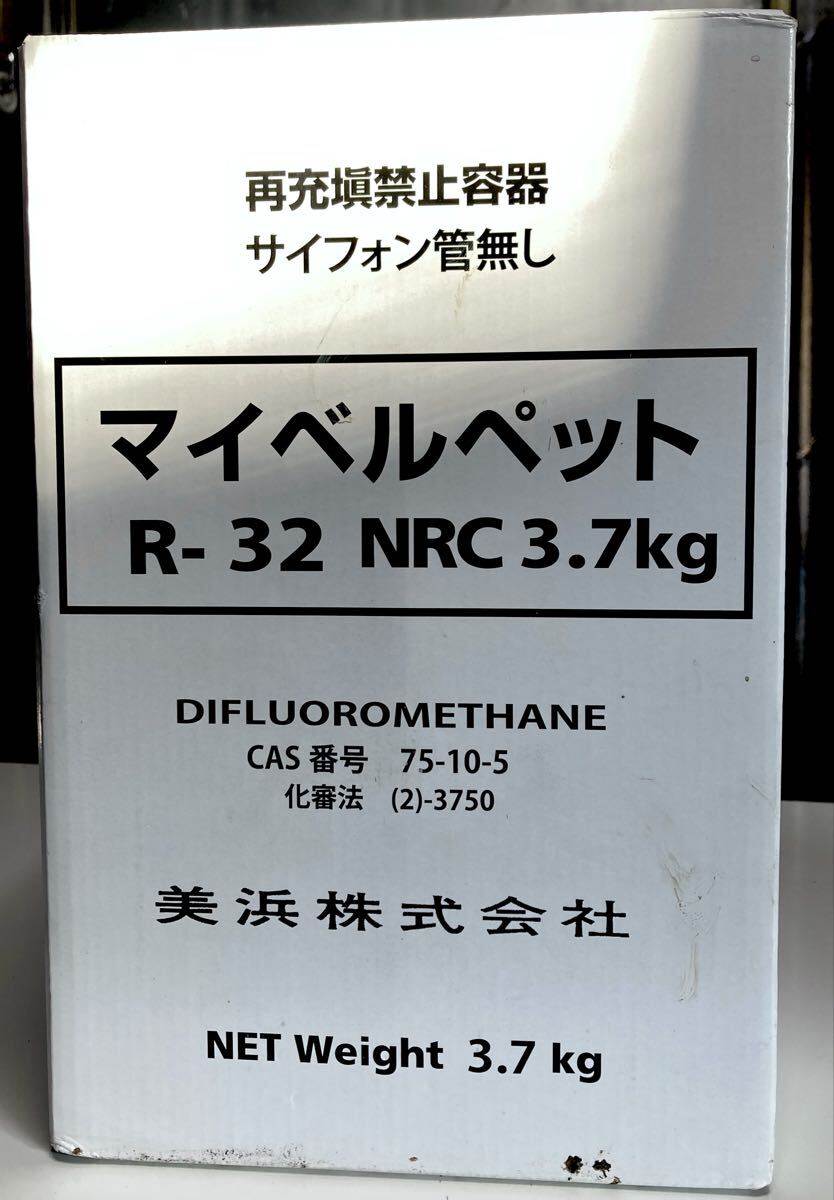 再充塡禁止容器
サイフォン管無し
マイベルペット
R- 32 NRC 3.7kg
DIFLUOROMETHANE
CAS 番号 75-10-5
化審法 (2)-3750
美浜株式会社
NET Weight 3.7 kg